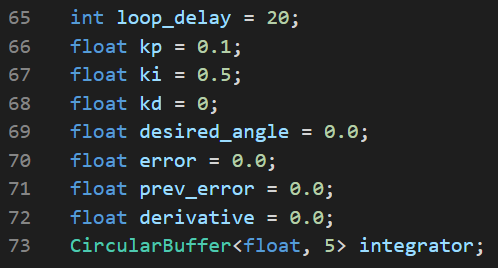 65 int loop_delay = 20;
66 float kp = 0.1;
67 float ki = 0.5;
68 float kd = 0;
69 float desired_angle = 0.0;
70 float error = 0.0;
71 float prev_error = 0.0;
72 float derivative = 0.0;
73 CircularBuffer<float, 5> integrator;